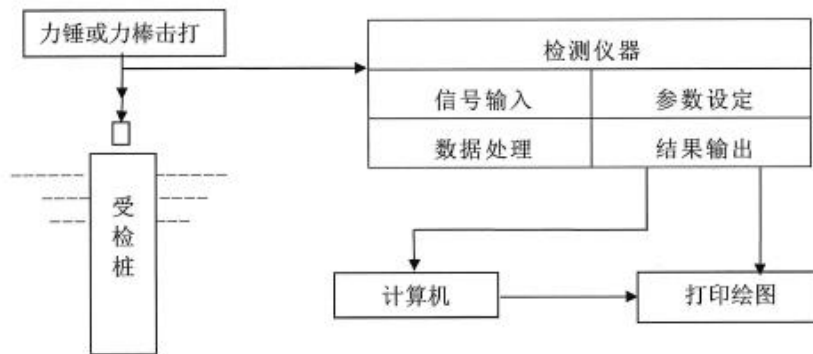 力锤或力棒击打
检测仪器
信号输入
参数设定
数据处理
结果输出
受检桩
计算机
打印绘图